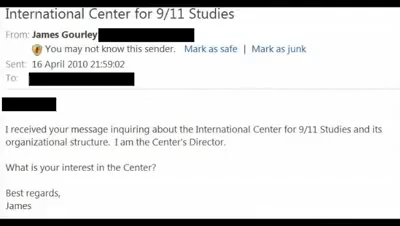 International Center for 9/11 Studies
From: James Gourley
You may not know this sender. Mark as safe | Mark as junk
Sent: 16 April 2010 21:59:02
To:
I received your message inquiring about the International Center for 9/11 Studies and its
organizational structure. I am the Center's Director.
What is your interest in the Center?
Best regards,
James